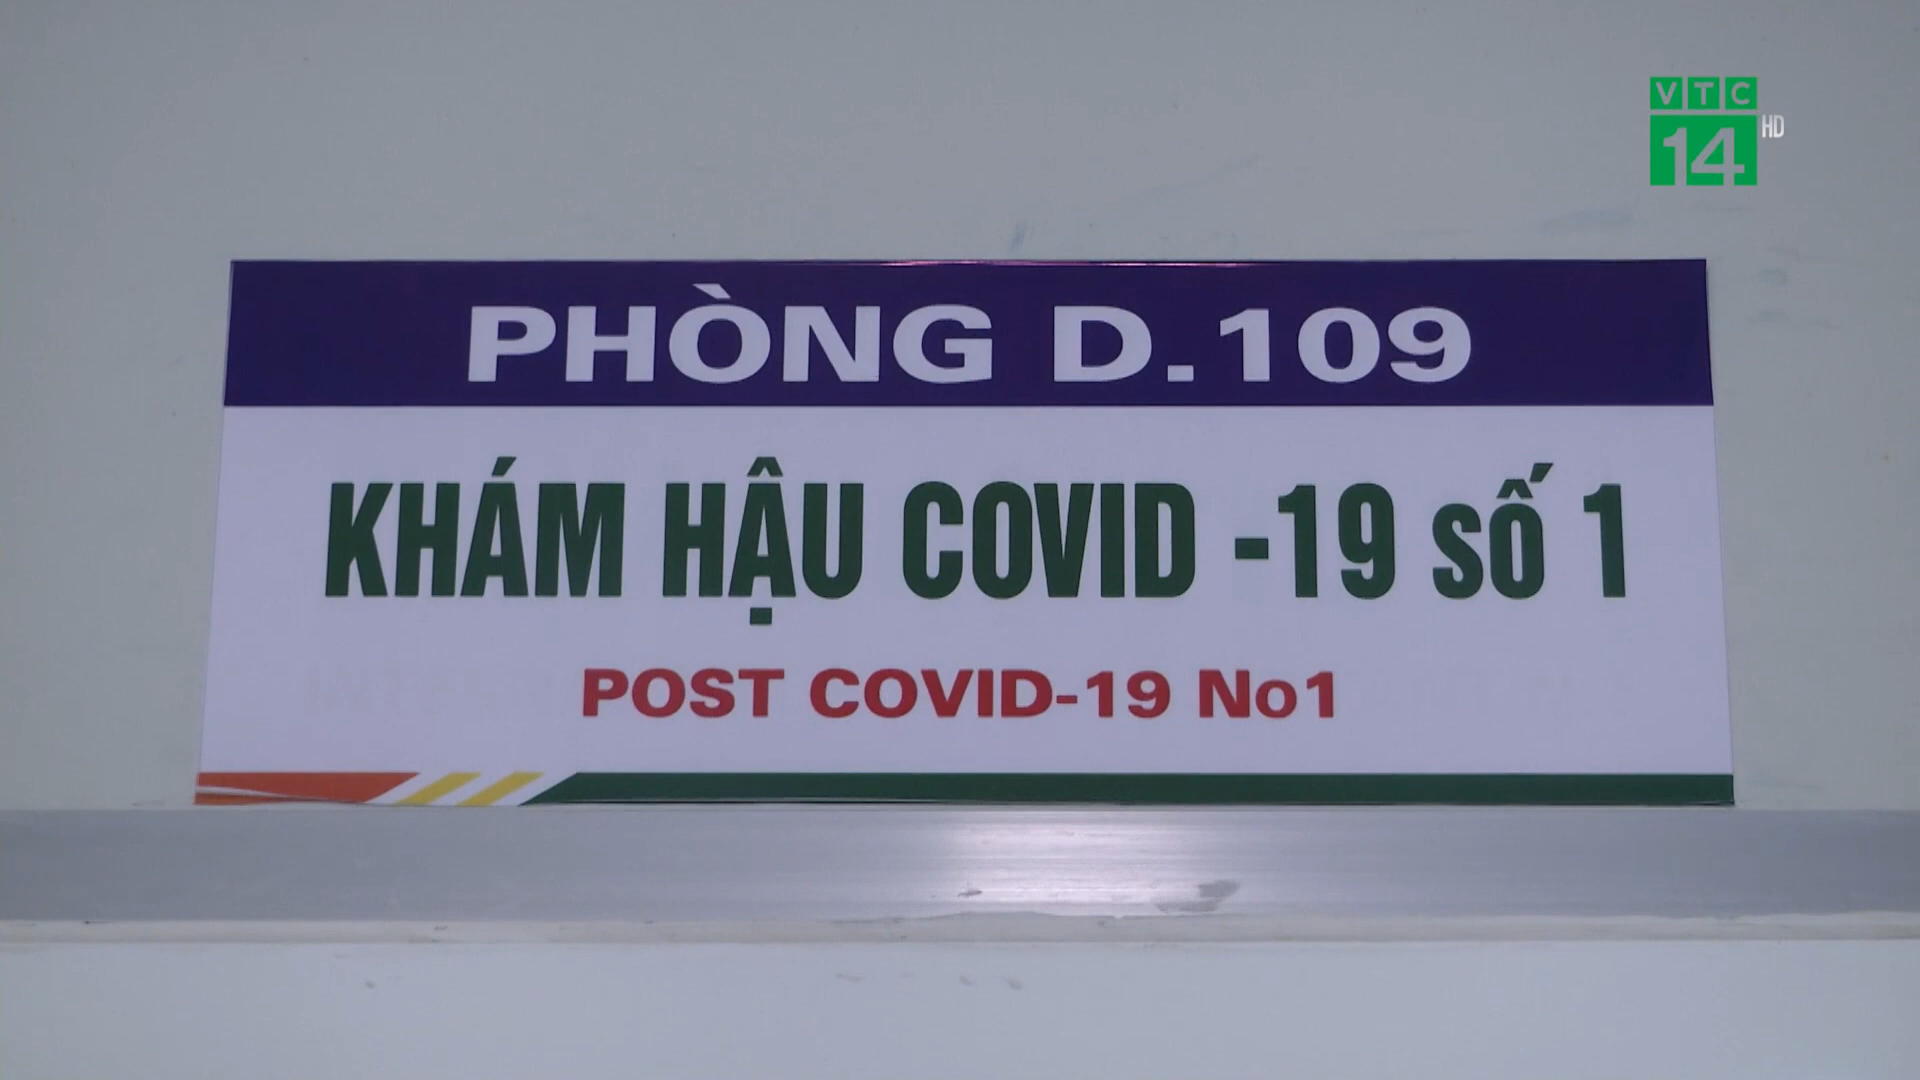 VTC
14 HD
PHÒNG D.109
KHÁM HẬU COVID -19 số 1
POST COVID-19 No1